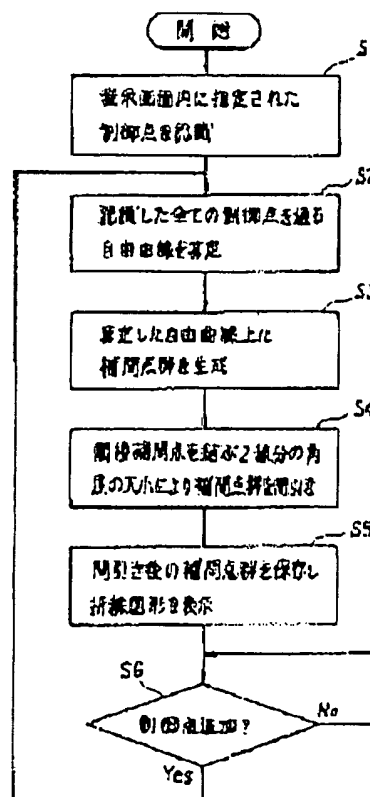 開始
S
表示画面内に指定された
制御点を認識
S2
認識した全ての制御点を通る
自由曲線を算定
S3
算定した自由曲線上に
補間点群を生成
S4
補間点を結ぶ2線分の角
度の大小により補間点群を間引き
S5
間引き後の補間点群を保存し
折線図形を表示
S6
制御点追加?
No
Yes